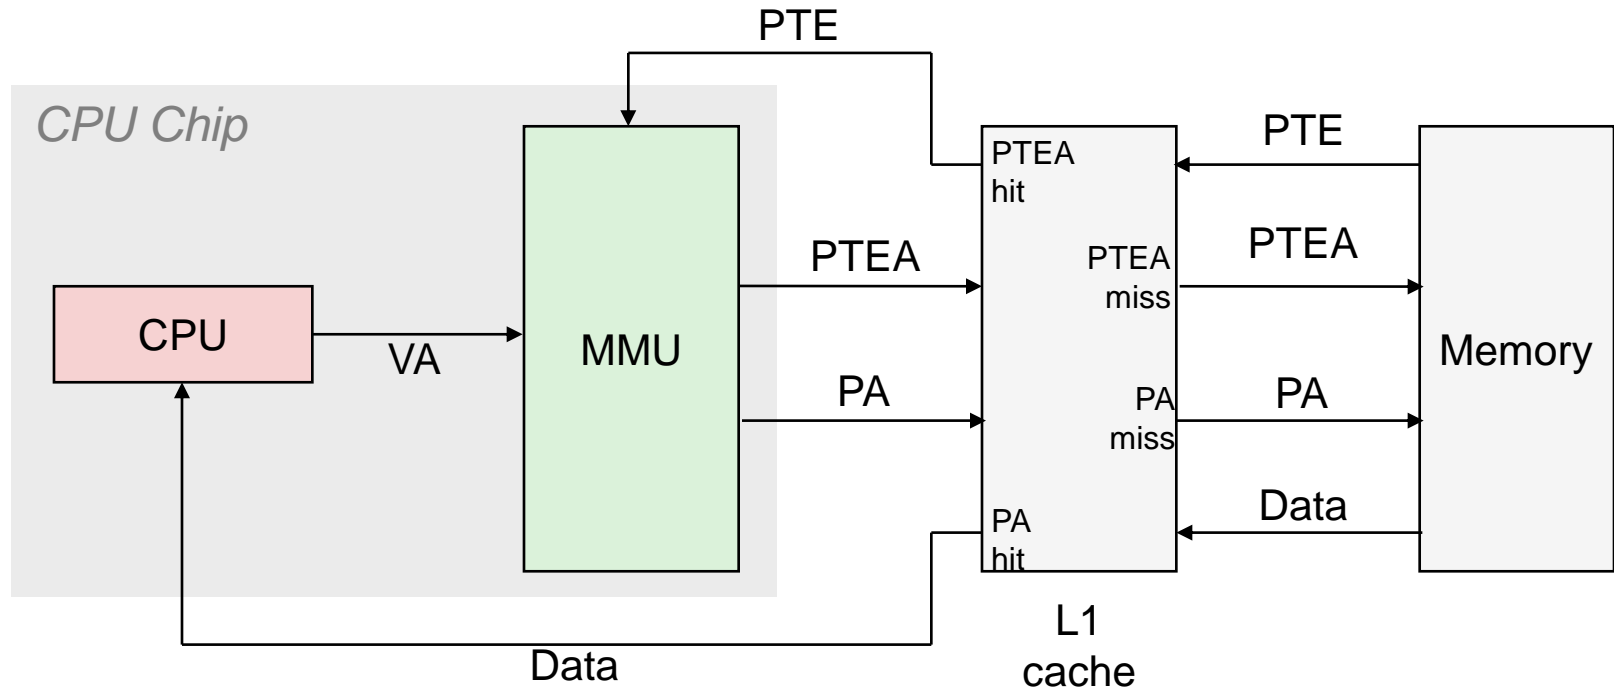 PTE
CPU Chip
PTEA
hit
PTE
PTEA
PTEA
miss
PTEA
CPU
VA
MMU
Memory
PA
PA
miss
PA
PA
hit
Data
L1
cache
Data